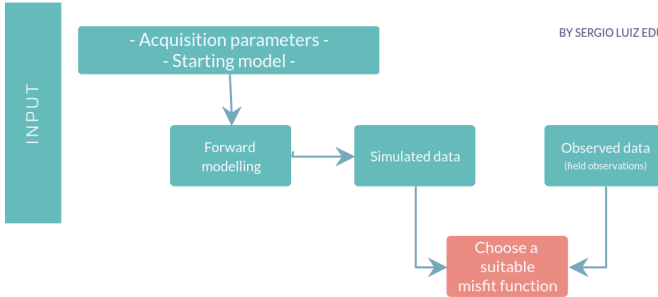 BY SERGIO LUIZ
- Acquisition parameters -
- Starting model -
INPUT
Forward
modelling
Simulated data
Observed data
(field observations)
Choose a
suitable
misfit function